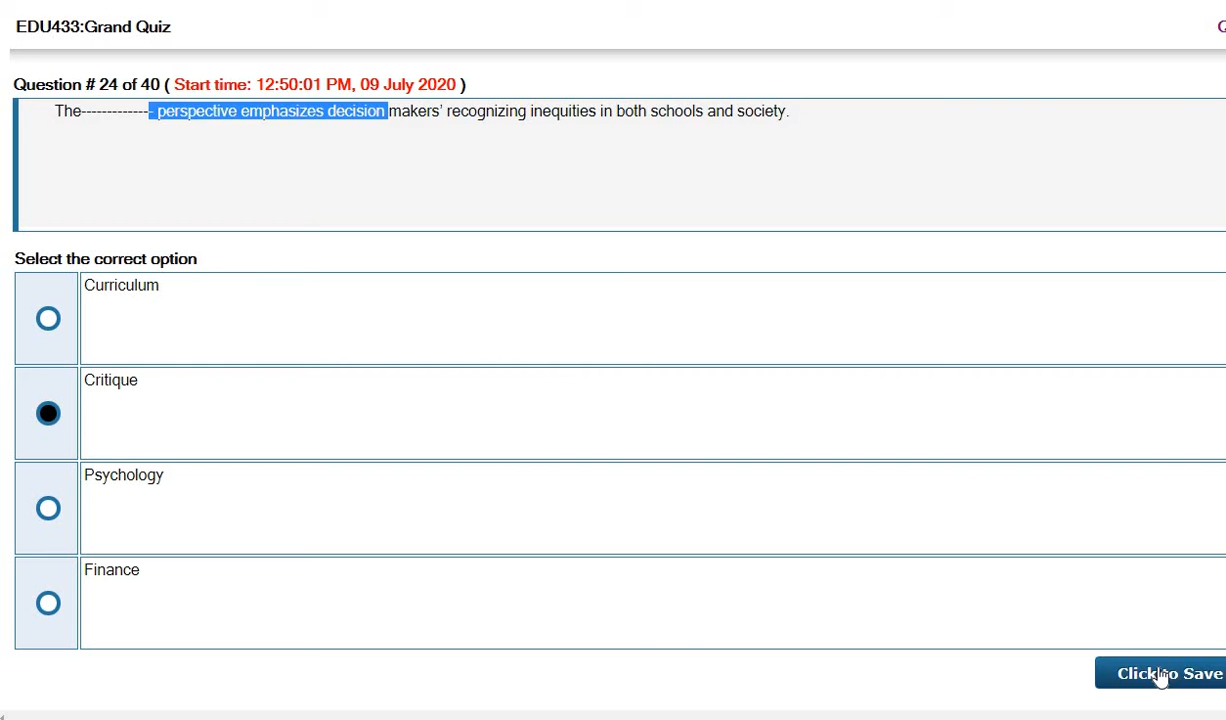 EDU433:Grand Quiz
Question # 24 of 40 ( Start time: 12:50:01 PM, 09 July 2020 )
The-------------- perspective emphasizes decision makers’ recognizing inequities in both schools and society.
Select the correct option
Curriculum
Critique
Psychology
Finance
Click to Save